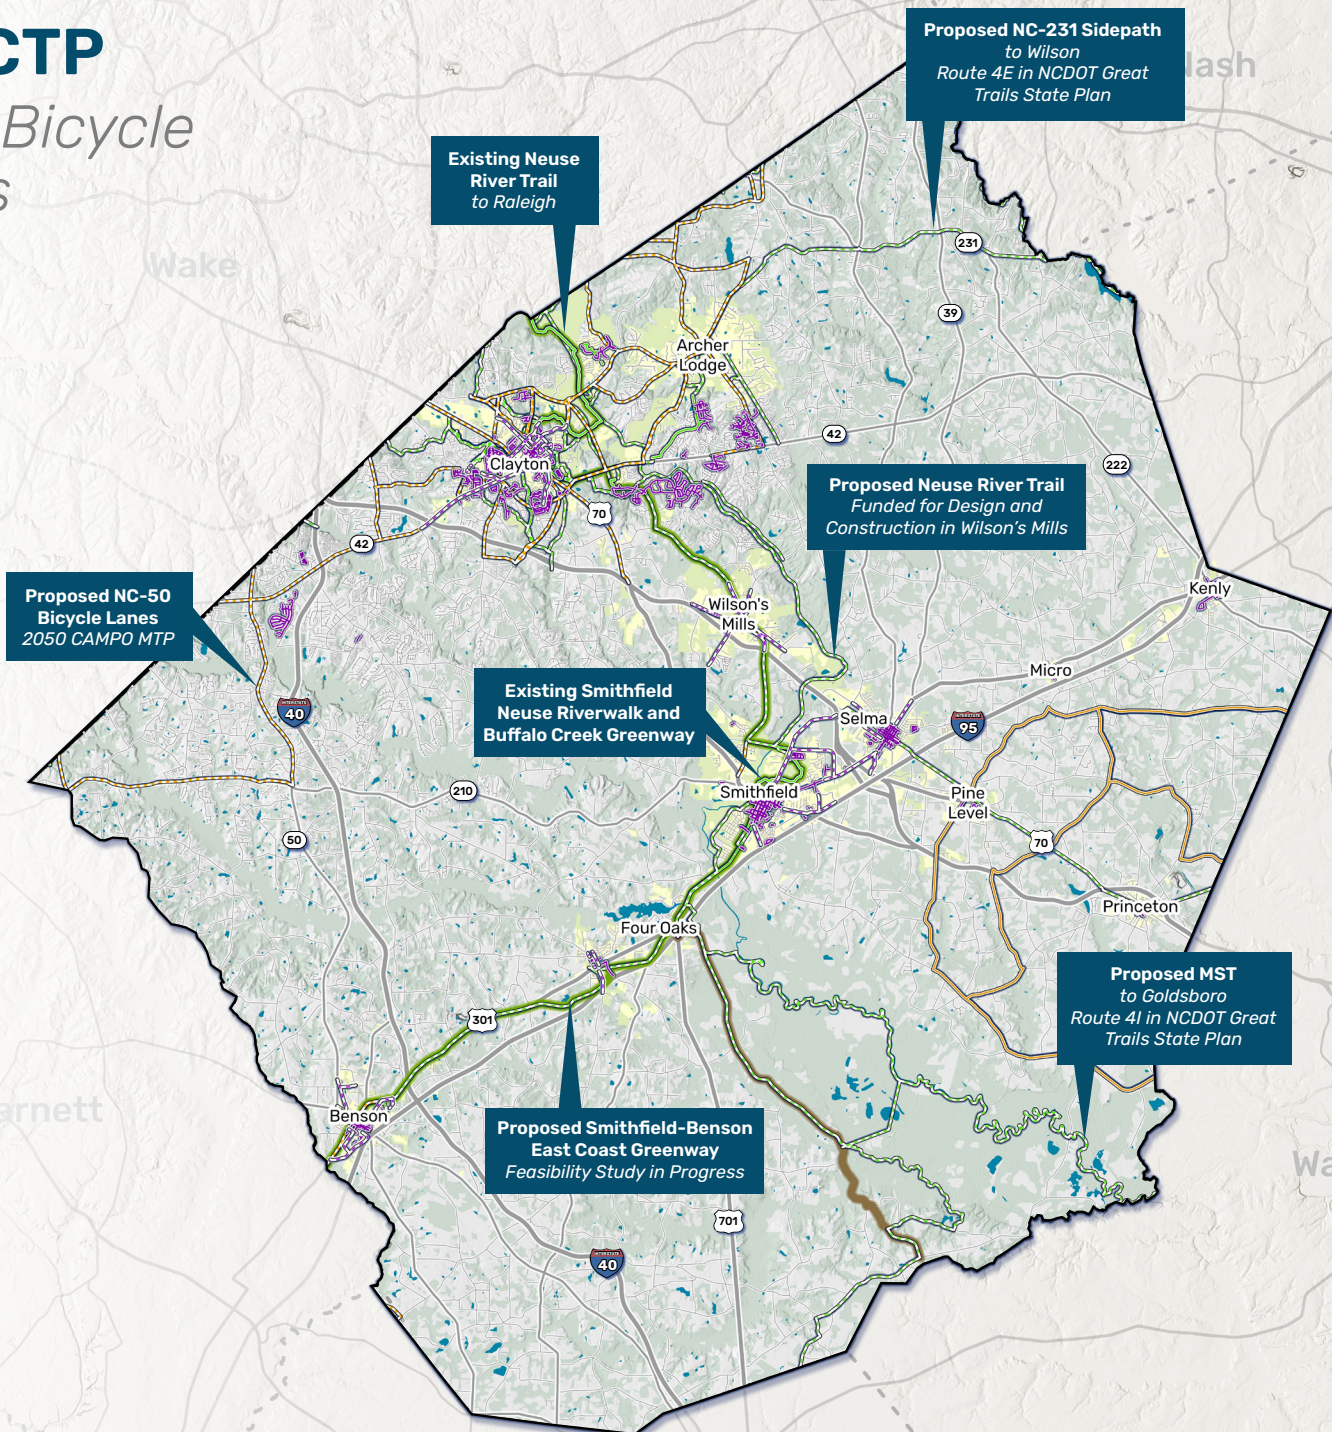 CTP
Bicycle
s
Proposed NC-231 Sidepath
to Wilson
Route 4E in NCDOT Great
Trails State Plan
Nash
Existing Neuse
River Trail
to Raleigh
Wake
231
39
Archer
Lodge
42
Clayton
222
Proposed Neuse River Trail
Funded for Design and
Construction in Wilson's Mills
70
42
Proposed NC-50
Bicycle Lanes
2050 CAMPO MTP
Kenly
Wilson's
Mills
Micro
Existing Smithfield
Neuse Riverwalk and
Buffalo Creek Greenway
INTERSTATE
40
Selma
INTERSTATE
95
210
Smithfield
Pine
Level
50
70
Princeton
Four Oaks
Proposed MST
to Goldsboro
Route 4I in NCDOT Great
Trails State Plan
301
arnett
Benson
Proposed Smithfield-Benson
East Coast Greenway
Feasibility Study in Progress
Wa
701
INTERSTATE
40